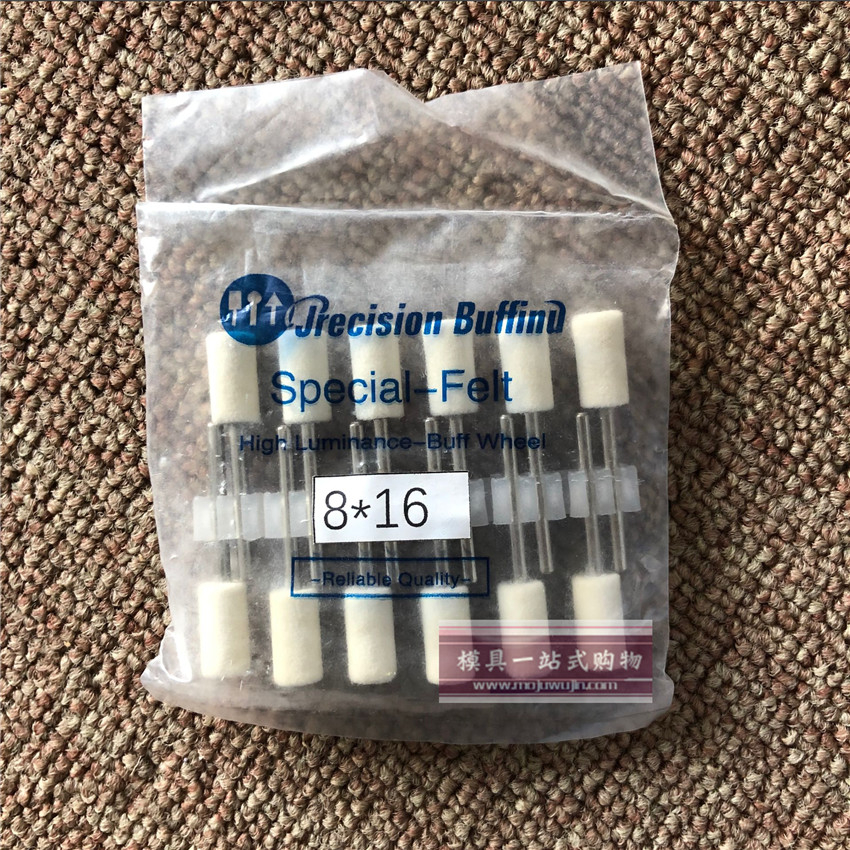 Precision Buffing
Special-Felt
High Luminance-Buff Wheel
8*16
-Reliable Quality-
模具一站式购物
www.mojuwujin.com